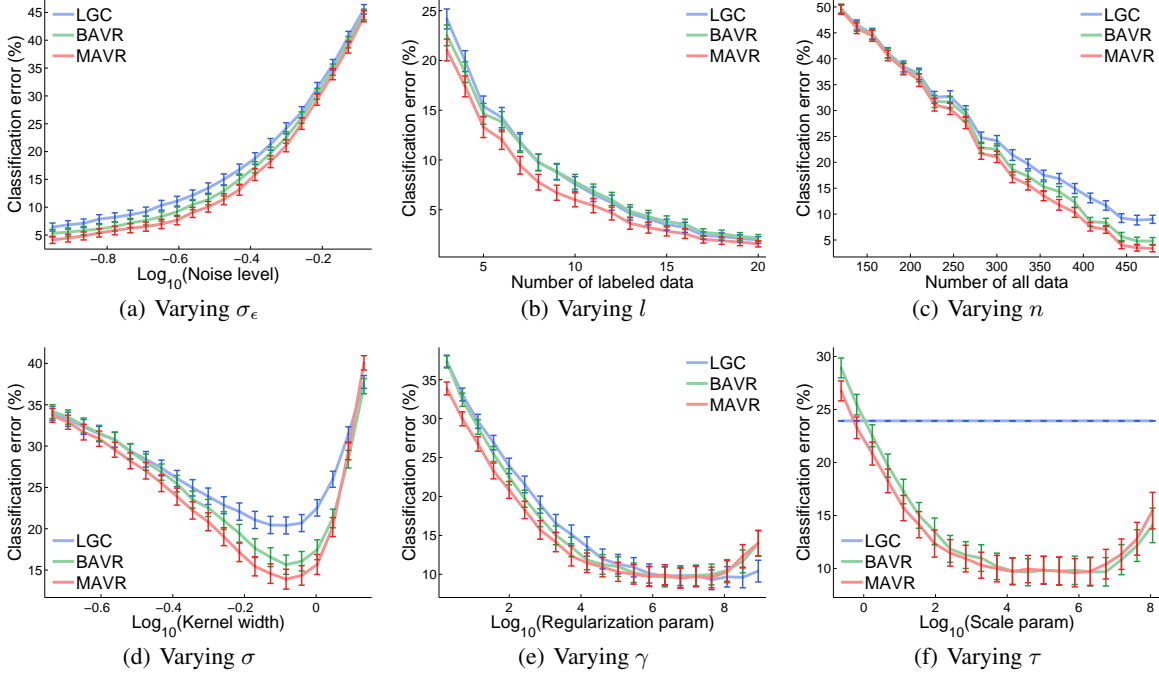 45
40
35
30
25
20
15
10
5
−0.8 −0.6 −0.4 −0.2
Classification error (%)
Log10(Noise level)
LGC
BAVR
MAVR
(a) Varying σϵ
25
20
15
10
5
5 10 15 20
Classification error (%)
Number of labeled data
LGC
BAVR
MAVR
(b) Varying l
50
45
40
35
30
25
20
15
10
5
150 200 250 300 350 400 450
Classification error (%)
Number of all data
LGC
BAVR
MAVR
(c) Varying n
40
35
30
25
20
15
−0.6 −0.4 −0.2 0
Classification error (%)
Log10(Kernel width)
LGC
BAVR
MAVR
(d) Varying σ
35
30
25
20
15
10
2 4 6 8
Classification error (%)
Log10(Regularization param)
LGC
BAVR
MAVR
(e) Varying γ
30
25
20
15
10
0 2 4 6 8
Classification error (%)
Log10(Scale param)
LGC
BAVR
MAVR
(f) Varying τ